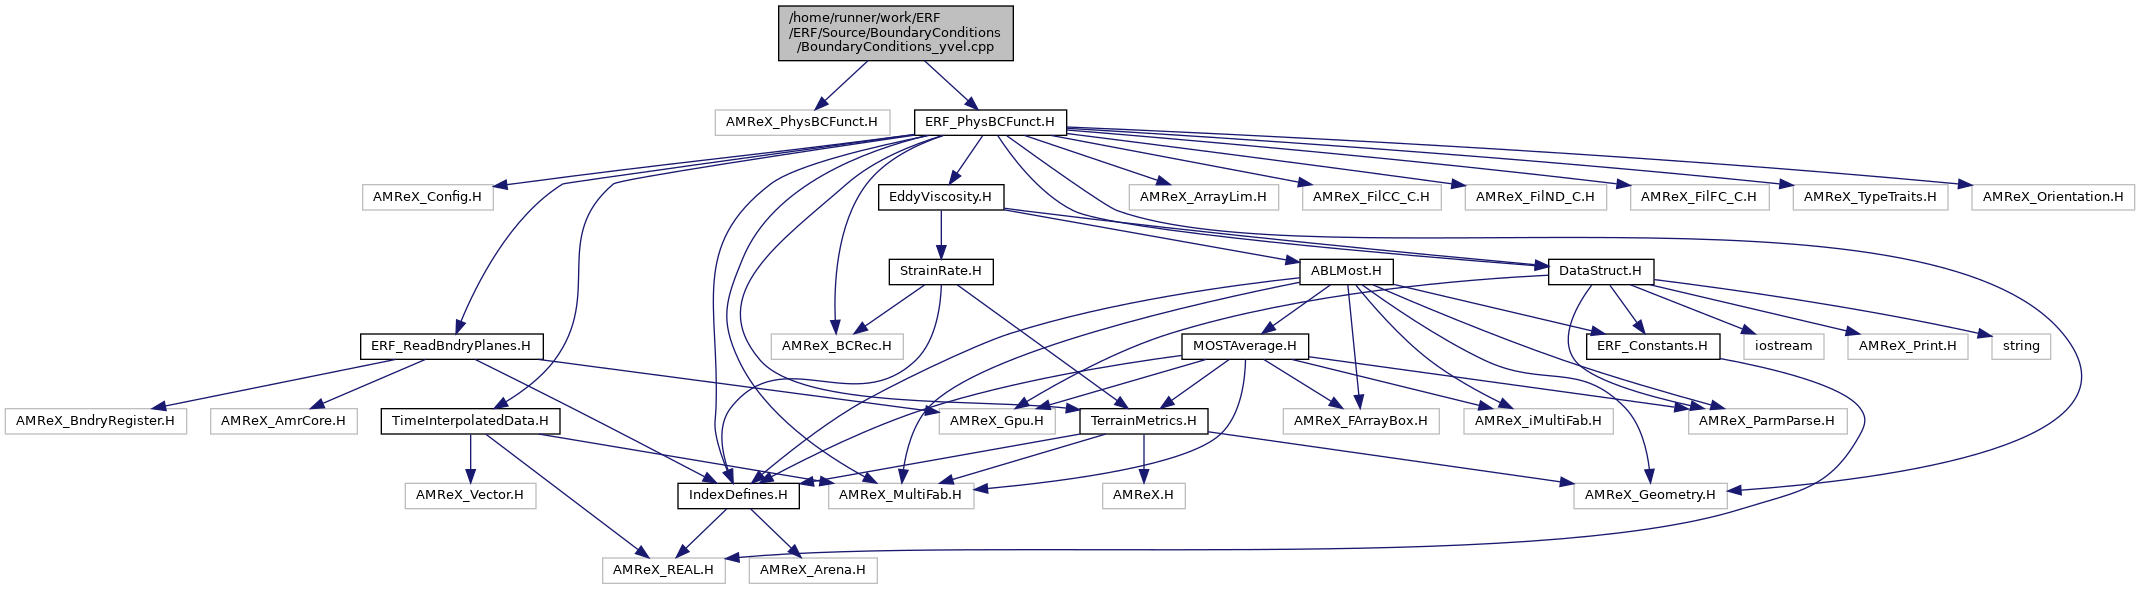 /home/runner/work/ERF
/ERF/Source/BoundaryConditions
/BoundaryConditions_yvel.cpp
AMReX_PhysBCFunct.H
ERF_PhysBCFunct.H
AMReX_Config.H
EddyViscosity.H
AMReX_ArrayLim.H
AMReX_FilCC_C.H
AMReX_FilND_C.H
AMReX_FilFC_C.H
AMReX_TypeTraits.H
AMReX_Orientation.H
StrainRate.H
ABLMost.H
DataStruct.H
ERF_ReadBndryPlanes.H
AMReX_BCRec.H
MOSTAverage.H
ERF_Constants.H
iostream
AMReX_Print.H
string
AMReX_BndryRegister.H
AMReX_AmrCore.H
TimeInterpolatedData.H
AMReX_Gpu.H
TerrainMetrics.H
AMReX_FArrayBox.H
AMReX_iMultiFab.H
AMReX_ParmParse.H
AMReX_Vector.H
IndexDefines.H
AMReX_MultiFab.H
AMReX.H
AMReX_Geometry.H
AMReX_REAL.H
AMReX_Arena.H